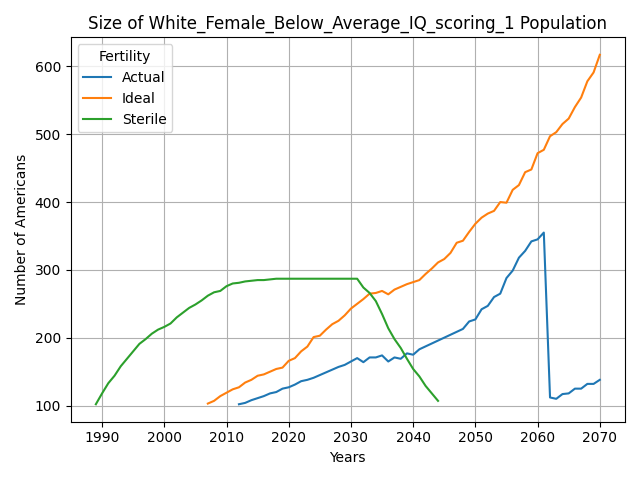 Size of White_Female_Below_Average_IQ_scoring_1 Population
Fertility
Actual
Ideal
Sterile
Number of Americans
600
500
400
300
200
100
1990 2000 2010 2020 2030 2040 2050 2060 2070
Years